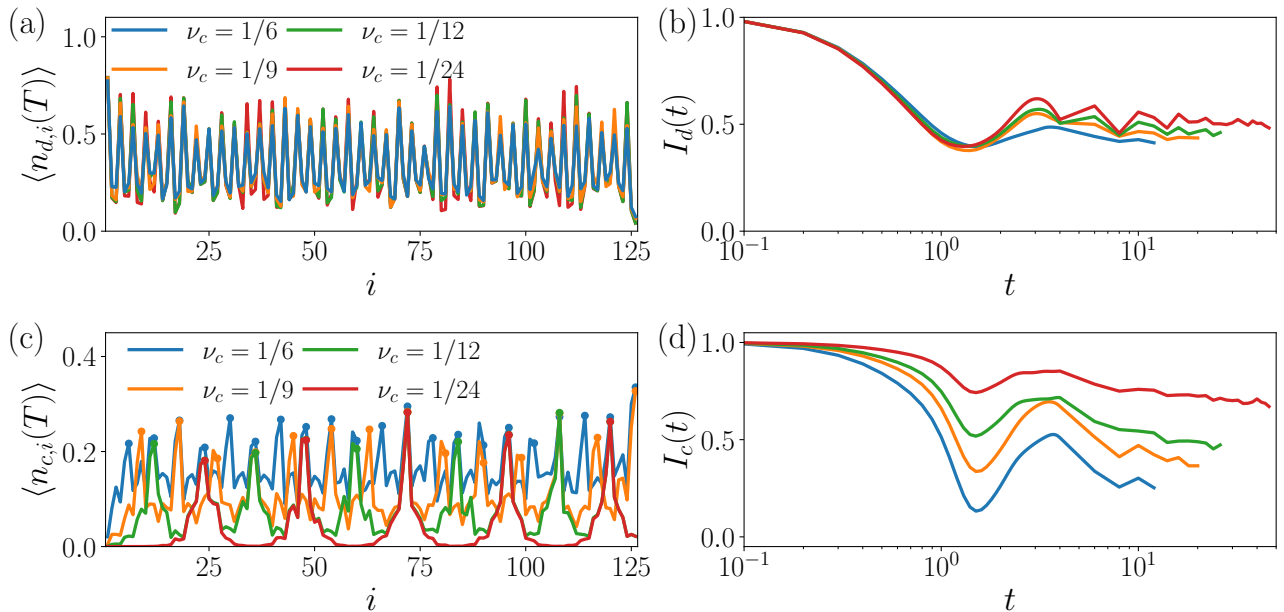 (a)
⟨n_{d,i}(T)⟩
1.0
0.5
0.0
ν_c = 1/6
ν_c = 1/12
ν_c = 1/9
ν_c = 1/24
25 50 75 100 125
i
(b)
I_d(t)
1.0
0.5
0.0
10^{-1} 10^0 10^1
t
(c)
⟨n_{c,i}(T)⟩
0.4
0.2
0.0
ν_c = 1/6
ν_c = 1/12
ν_c = 1/9
ν_c = 1/24
25 50 75 100 125
i
(d)
I_c(t)
1.0
0.5
0.0
10^{-1} 10^0 10^1
t